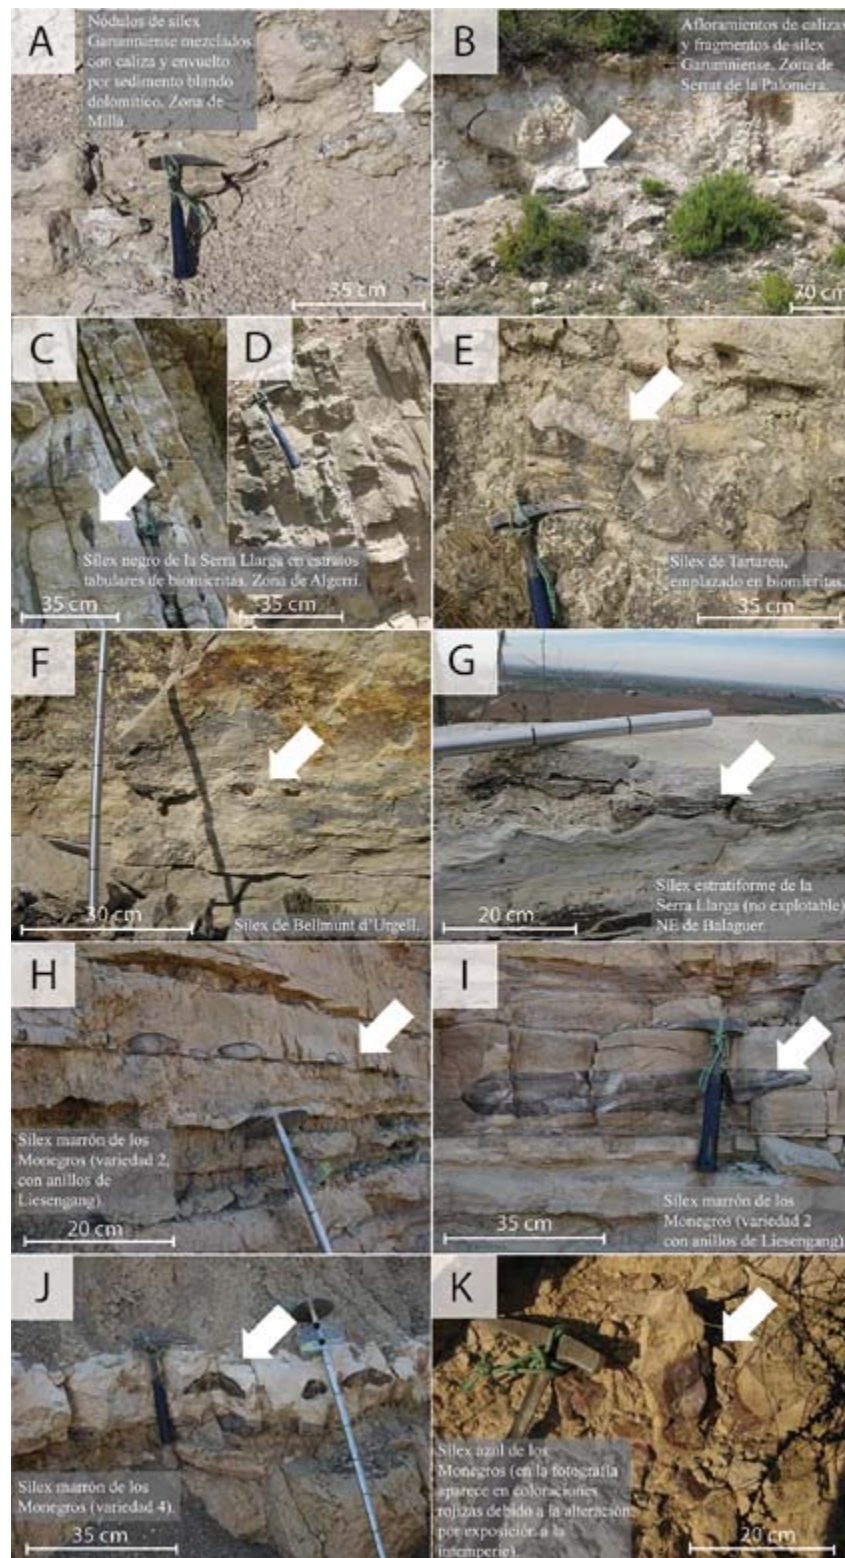 A
Nódulos de sílex
Garumniense mezclados
con caliza y envuelto
por sedimento blando
dolomítico. Zona de
Millà.
35 cm
B
Afloramientos de calizas
y fragmentos de sílex
Garumniense. Zona de
Serrat de la Palomera.
70 cm
C
D
Sílex negro de la Serra Llarga en estratos
tabulares de biomicritas. Zona de Algerri.
35 cm
35 cm
E
Sílex de Tartareu,
emplazado en biomicritas.
35 cm
F
30 cm
Sílex de Bellmunt d'Urgell.
G
Sílex estratiforme de la
Serra Llarga (no explotable)
NE de Balaguer.
20 cm
H
Sílex marrón de los
Monegros (variedad 2,
con anillos de
Liesengang).
20 cm
I
Sílex marrón de los
Monegros (variedad 2
con anillos de Liesengang)
35 cm
J
Sílex marrón de los
Monegros (variedad 4).
35 cm
K
Sílex azul de los
Monegros (en la fotografía
aparece en coloraciones
rojizas debido a la alteración
por exposición a la
intemperie).
20 cm